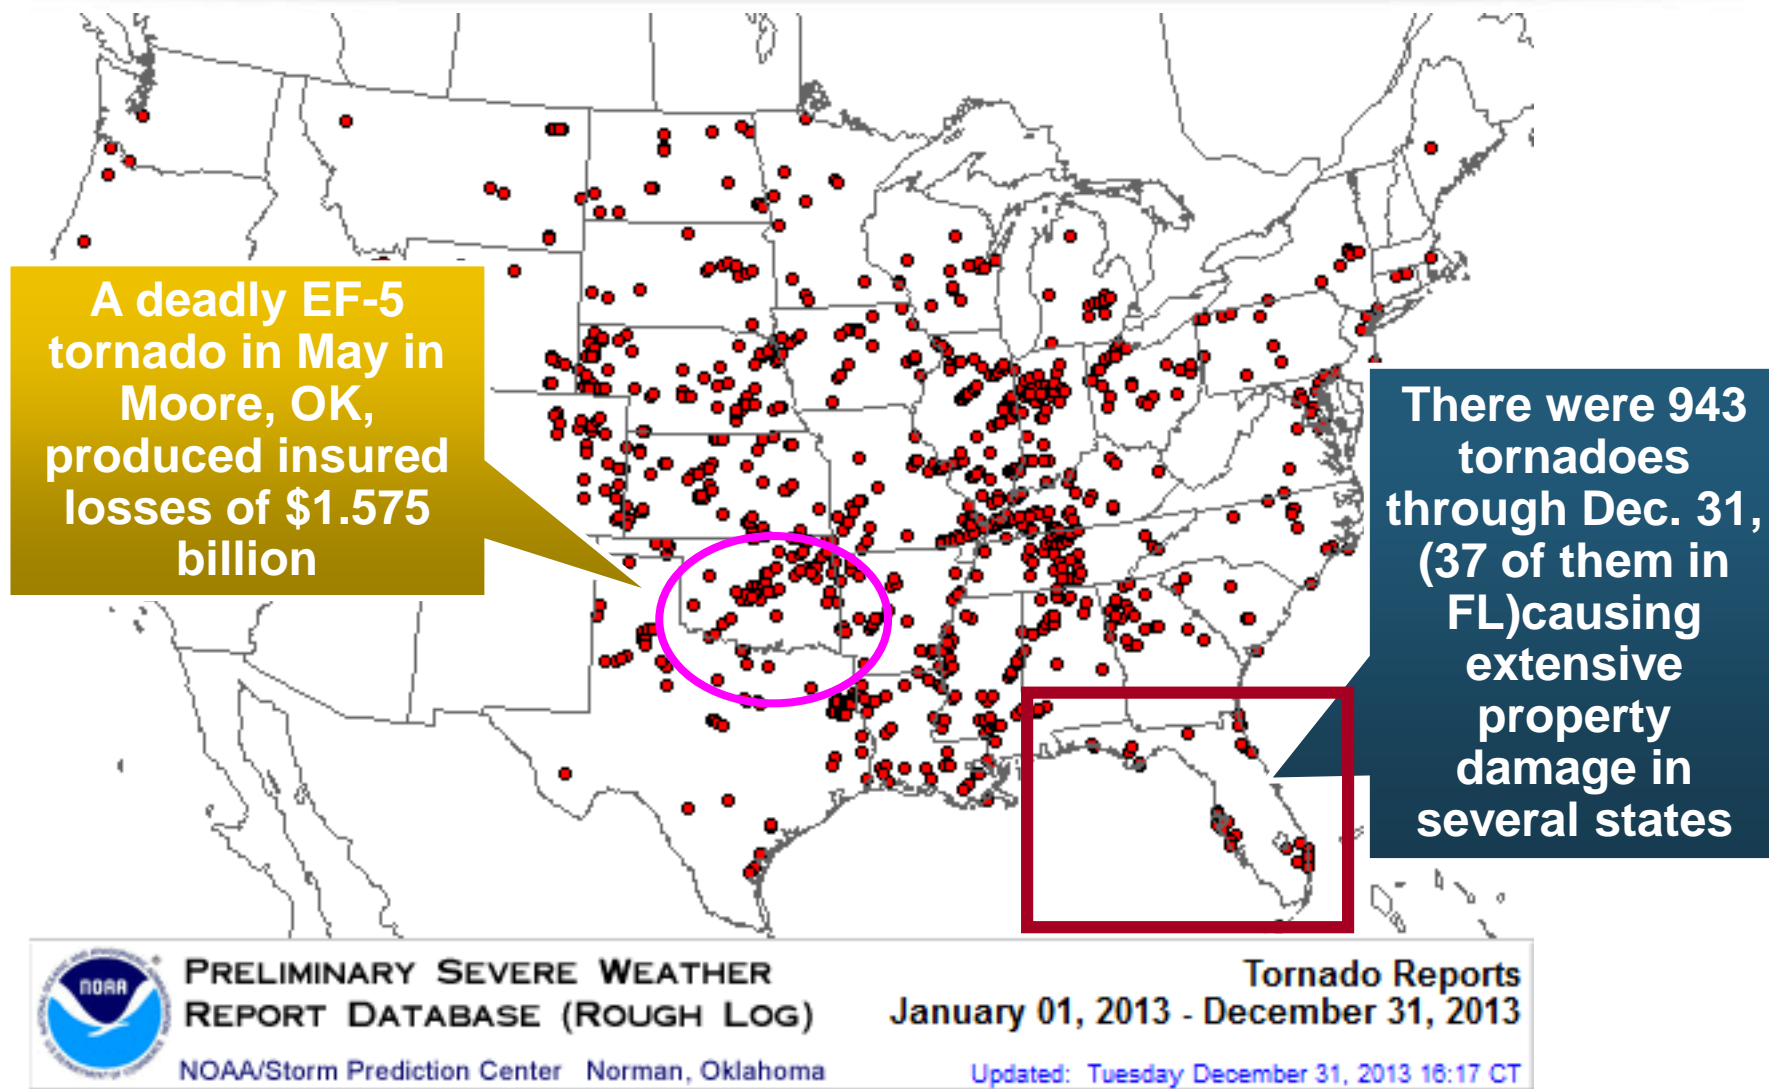 A deadly EF-5
tornado in May in
Moore, OK,
produced insured
losses of $1.575
billion
There were 943
tornadoes
through Dec. 31,
(37 of them in
FL)causing
extensive
property
damage in
several states
NOAA
PRELIMINARY SEVERE WEATHER
REPORT DATABASE (ROUGH LOG)
NOAA/Storm Prediction Center Norman, Oklahoma
Tornado Reports
January 01, 2013 - December 31, 2013
Updated: Tuesday December 31, 2013 16:17 CT